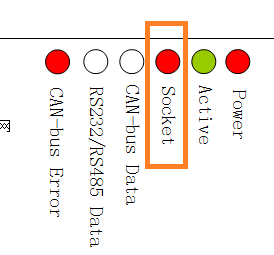 CAN-bus Error
RS232/RS485 Data
CAN-bus Data
Socket
Active
Power